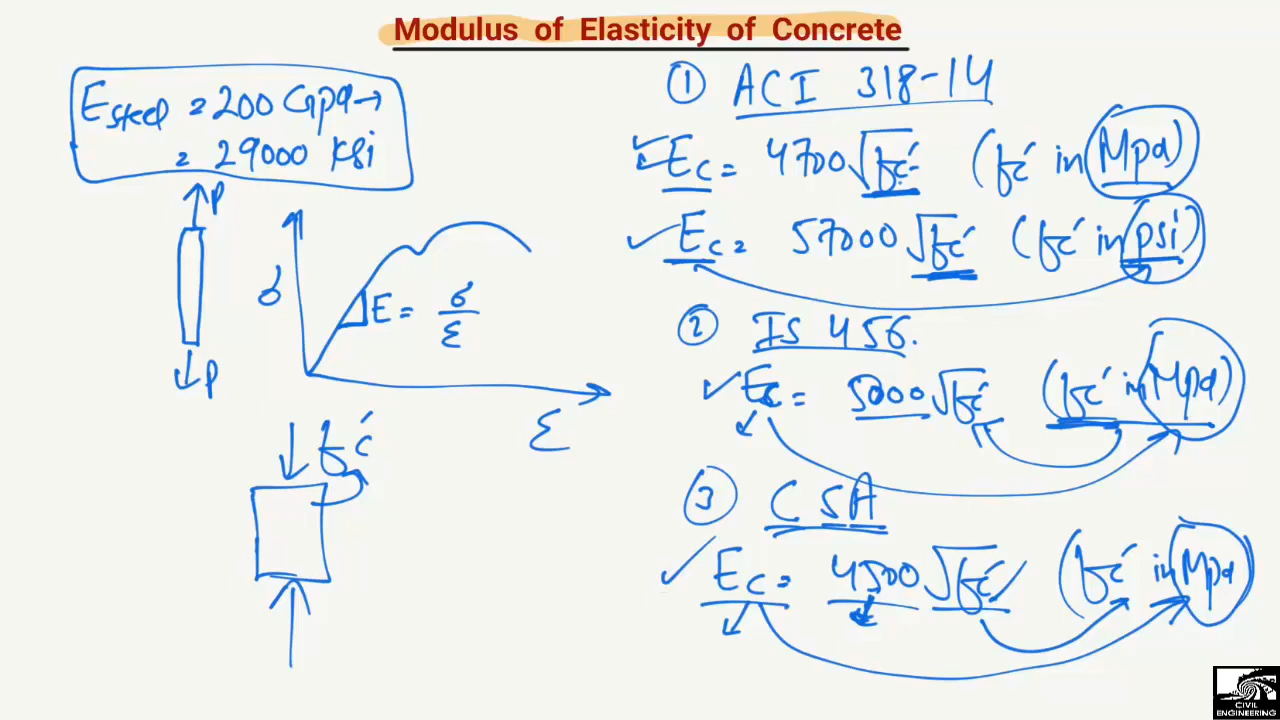 Modulus of Elasticity of Concrete
Esteel = 200 Gpa →
= 29000 Ksi
P
P
σ
E = σ/ε
ε
fc'
① ACI 318-14
Ec = 4700√fc' (fc' in Mpa)
Ec = 57000√fc' (fc' in psi)
② IS 456.
Ec = 5000√fc' (fc' in Mpa)
③ CSA
Ec = 4500√fc' (fc' in Mpa)
CIVIL
ENGINEERING